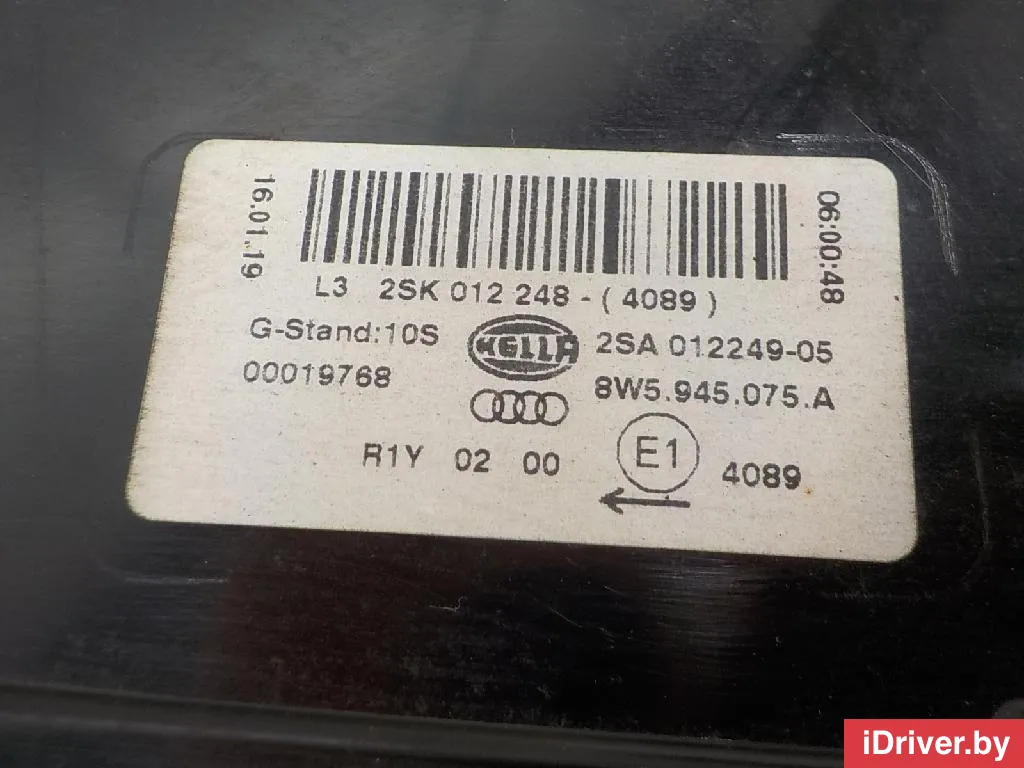 16.01.19
06:00:48
L3 2SK 012 248 - ( 4089 )
G-Stand:10S
HELLA
2SA 012249-05
00019768
8W5.945.075.A
R1Y 02 00
E1
4089
iDriver.by